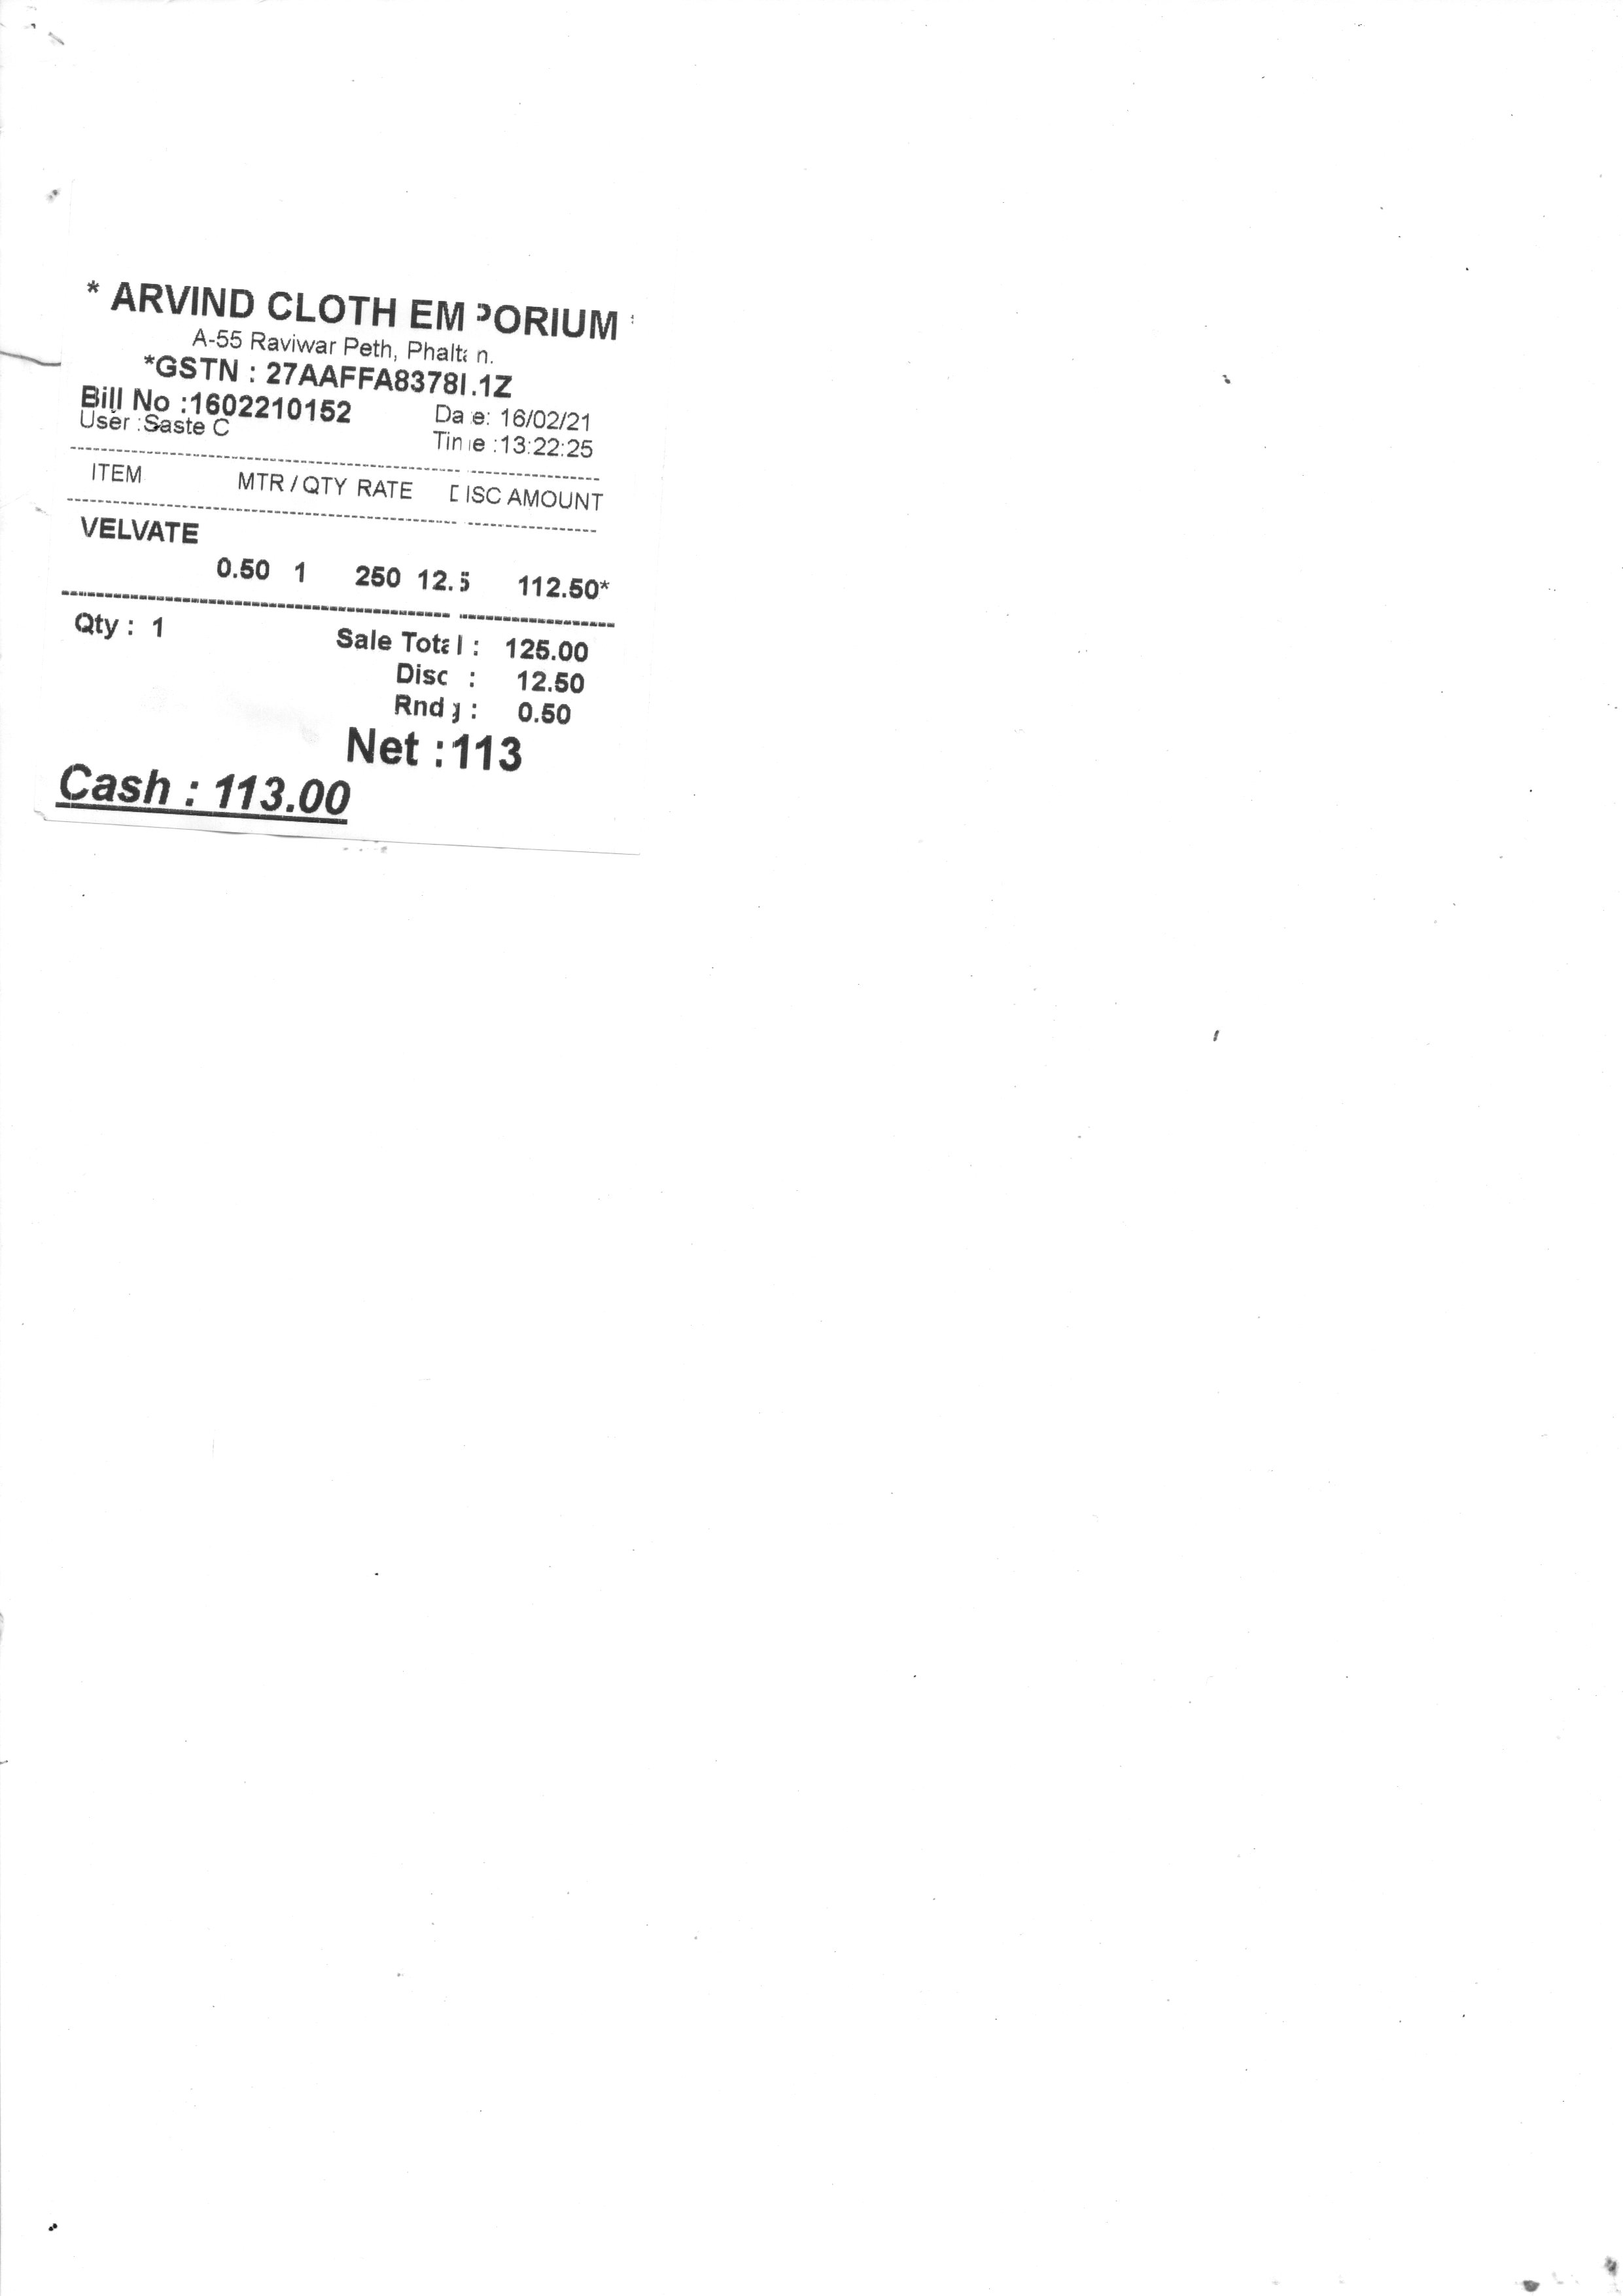 * ARVIND CLOTH EMPORIUM
A-55 Raviwar Peth, Phaltan.
*GSTN :
Bill No :1602210152 Date: 16/02/21
User :Saste C Time :13:22:25
ITEM MTR / QTY RATE DISC AMOUNT
VELVATE
0.50 1 250 12.5 112.50*
Qty : 1 Sale Total : 125.00
Disc : 12.50
Rndg : 0.50
Net :113
Cash : 113.00